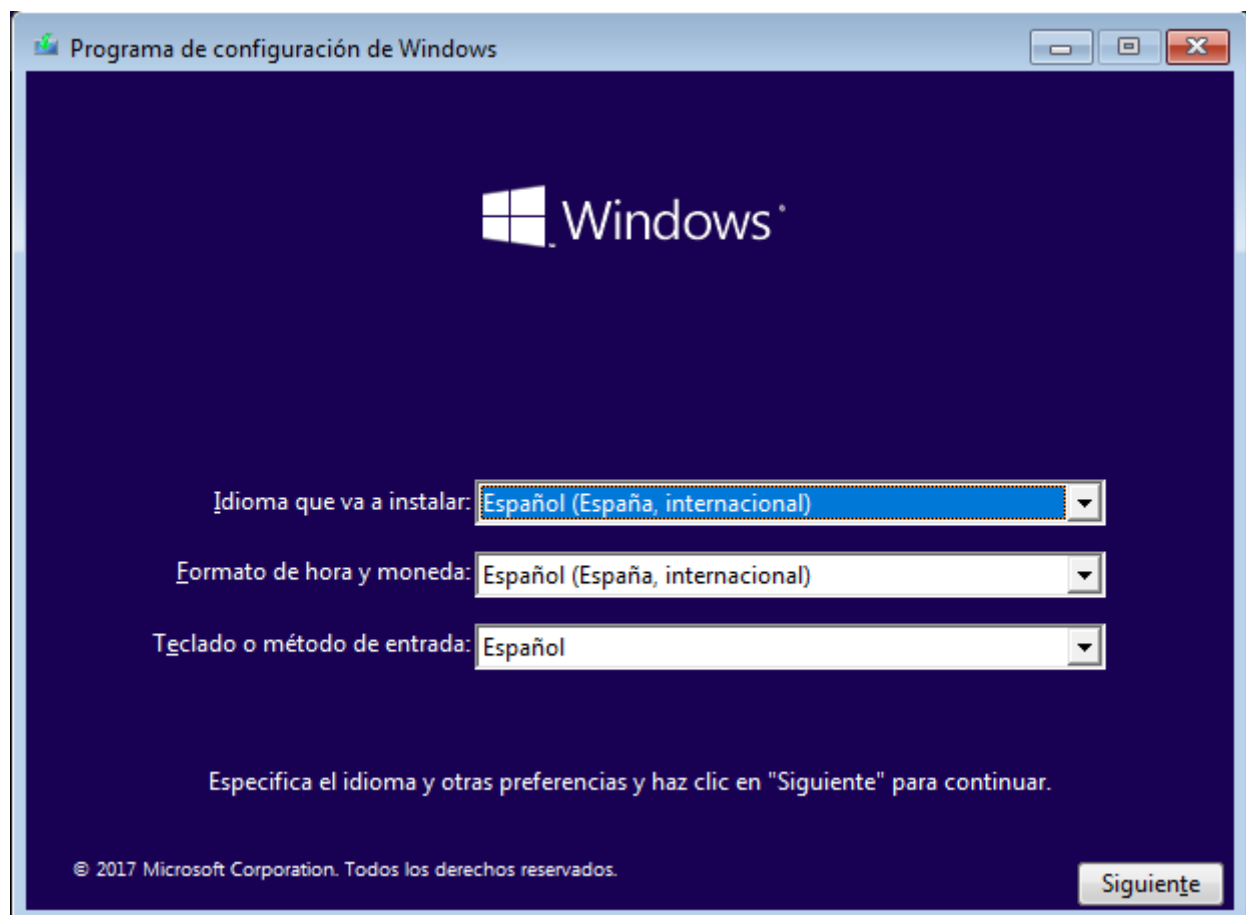 Programa de configuración de Windows
Windows
Idioma que va a instalar: Español (España, internacional)
Formato de hora y moneda: Español (España, internacional)
Teclado o método de entrada: Español
Especifica el idioma y otras preferencias y haz clic en "Siguiente" para continuar.
© 2017 Microsoft Corporation. Todos los derechos reservados.
Siguiente